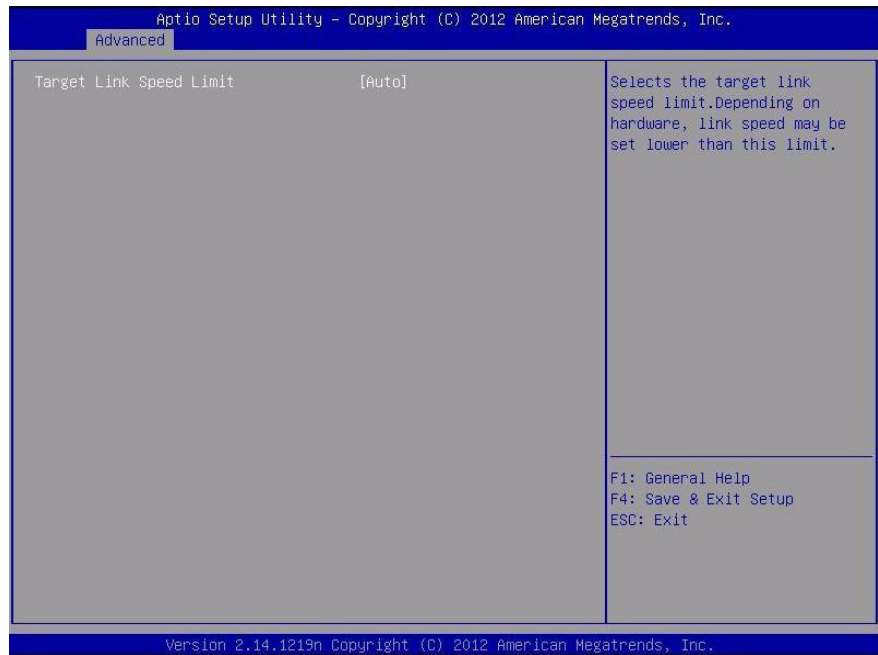 Aptio Setup Utility – Copyright (C) 2012 American Megatrends, Inc.
Advanced
Target Link Speed Limit [Auto]
Selects the target link
speed limit.Depending on
hardware, link speed may be
set lower than this limit.
F1: General Help
F4: Save & Exit Setup
ESC: Exit
Version 2.14.1219n Copyright (C) 2012 American Megatrends, Inc.